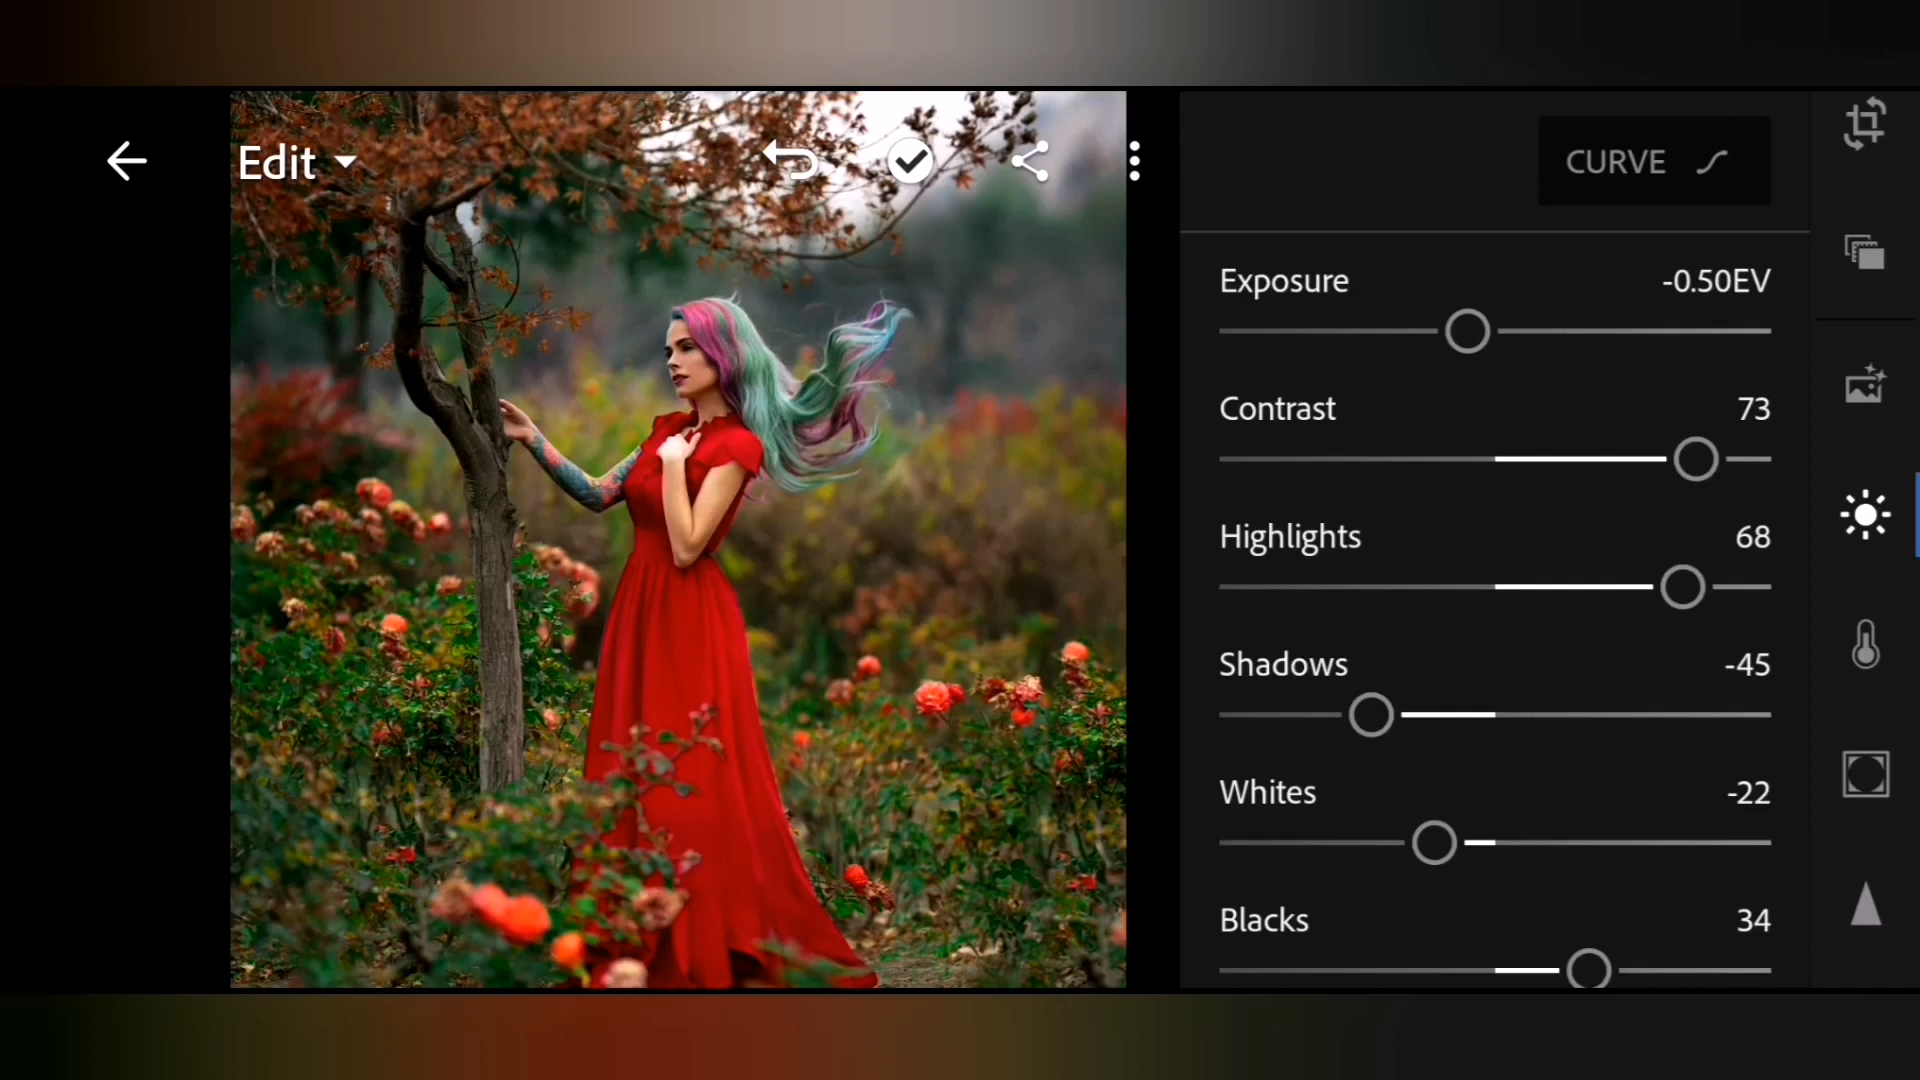 Edit
CURVE
Exposure -0.50EV
Contrast 73
Highlights 68
Shadows -45
Whites -22
Blacks 34